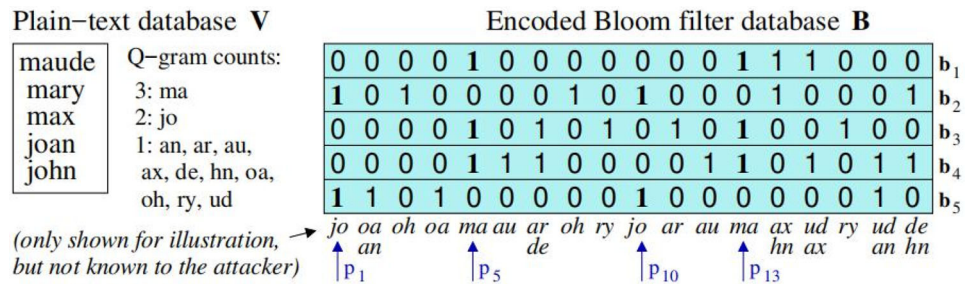 Plain-text database V
maude
mary
max
joan
john
Q-gram counts:
3: ma
2: jo
1: an, ar, au,
ax, de, hn, oa,
oh, ry, ud
(only shown for illustration,
but not known to the attacker)
Encoded Bloom filter database B
0 0 0 0 1 0 0 0 0 0 0 0 1 1 1 0 0 0 b1
1 0 1 0 0 0 0 1 0 1 0 0 0 1 0 0 0 1 b2
0 0 0 0 1 0 1 0 1 0 1 0 1 0 0 1 0 0 b3
0 0 0 0 1 1 1 0 0 0 0 1 1 0 1 0 1 1 b4
1 1 0 1 0 0 0 0 0 1 0 0 0 0 0 0 1 0 b5
jo oa oh oa ma au ar oh ry jo ar au ma ax ud ry ud de
an de hn ax an hn
p1 p5 p10 p13